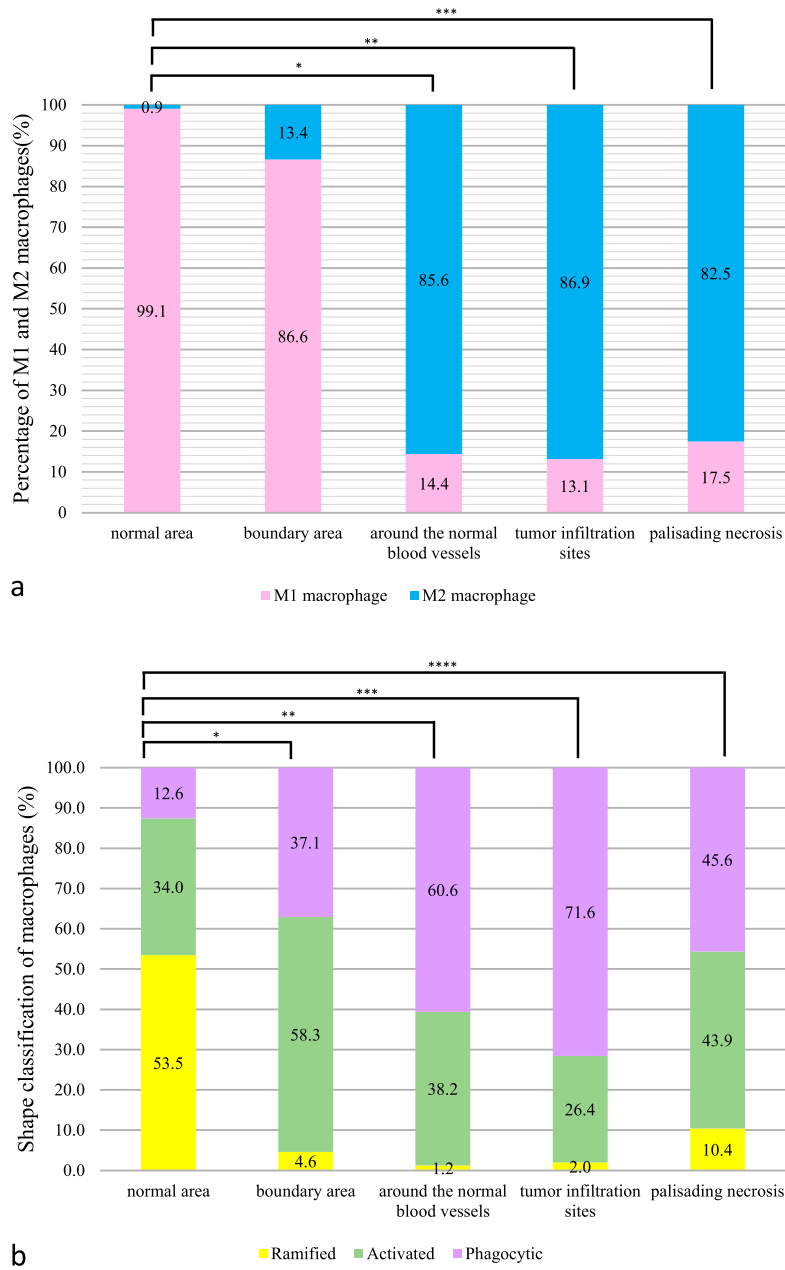 ***
**
*
Percentage of M1 and M2 macrophages(%)
100
90
80
70
60
50
40
30
20
10
0
0.9
13.4
85.6
86.9
82.5
99.1
86.6
14.4
13.1
17.5
normal area
boundary area
around the normal
blood vessels
tumor infiltration
sites
palisading necrosis
a
M1 macrophage
M2 macrophage
****
***
**
*
Shape classification of macrophages (%)
100.0
90.0
80.0
70.0
60.0
50.0
40.0
30.0
20.0
10.0
0.0
12.6
37.1
60.6
71.6
45.6
34.0
58.3
38.2
26.4
43.9
53.5
4.6
1.2
2.0
10.4
normal area
boundary area
around the normal
blood vessels
tumor infiltration
sites
palisading necrosis
b
Ramified
Activated
Phagocytic